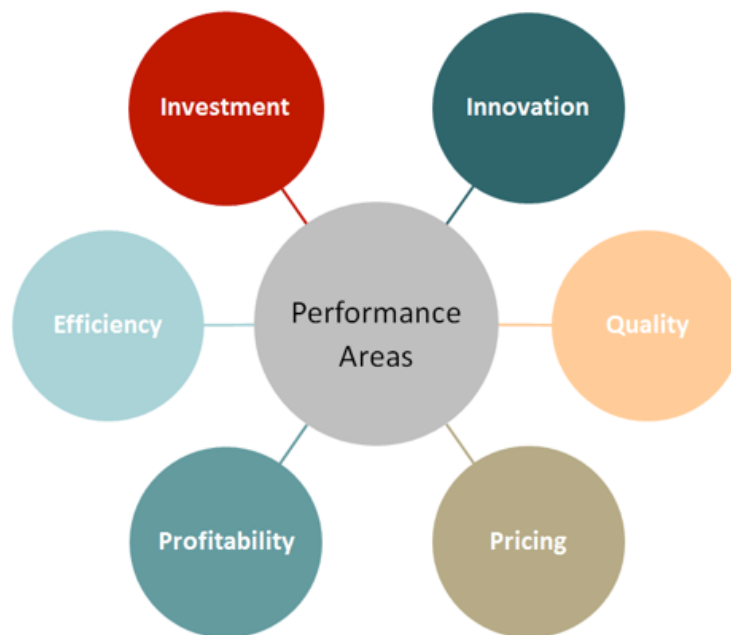 Investment
Innovation
Efficiency
Performance
Areas
Quality
Profitability
Pricing